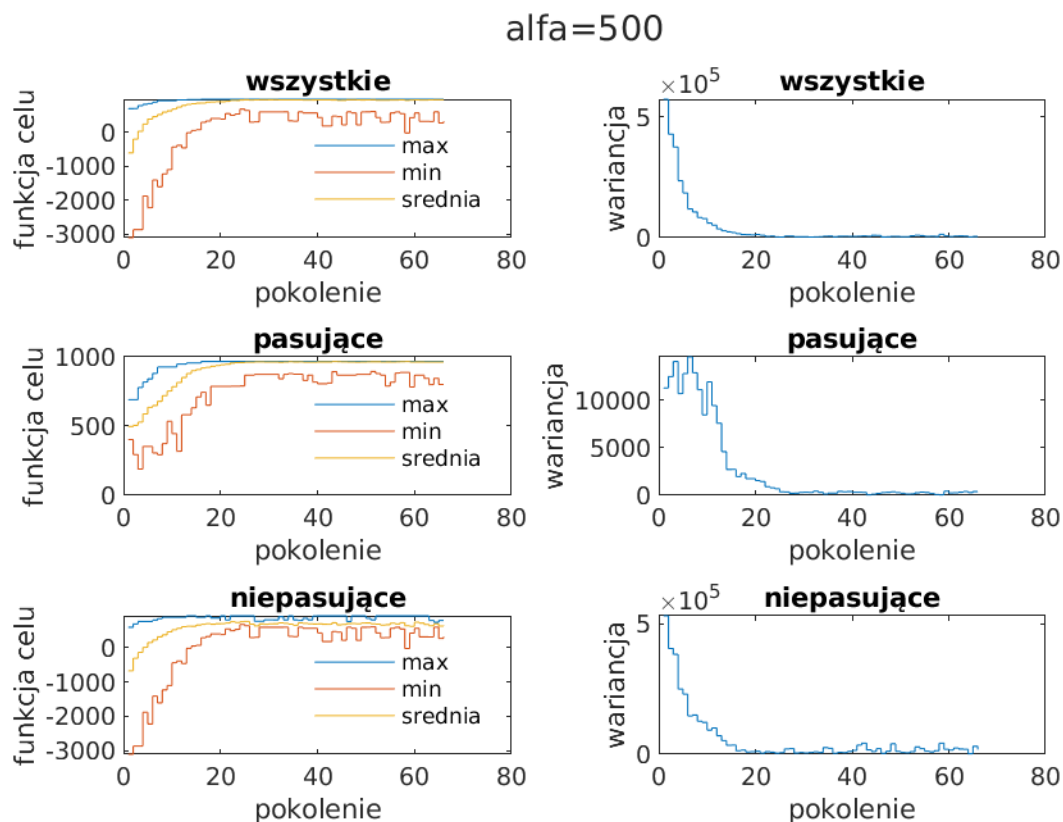 alfa=500
wszystkie
funkcja celu
0
-1000
-2000
-3000
max
min
srednia
0 20 40 60 80
pokolenie
×10^5
wszystkie
wariancja
5
0
0 20 40 60 80
pokolenie
pasujące
funkcja celu
1000
500
0
max
min
srednia
0 20 40 60 80
pokolenie
pasujące
wariancja
10000
5000
0
0 20 40 60 80
pokolenie
niepasujące
funkcja celu
0
-1000
-2000
-3000
max
min
srednia
0 20 40 60 80
pokolenie
×10^5
niepasujące
wariancja
5
0
0 20 40 60 80
pokolenie